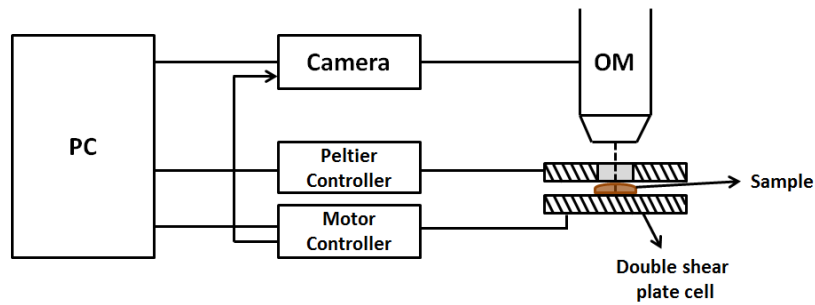 PC
Camera
OM
Peltier
Controller
Motor
Controller
Sample
Double shear
plate cell